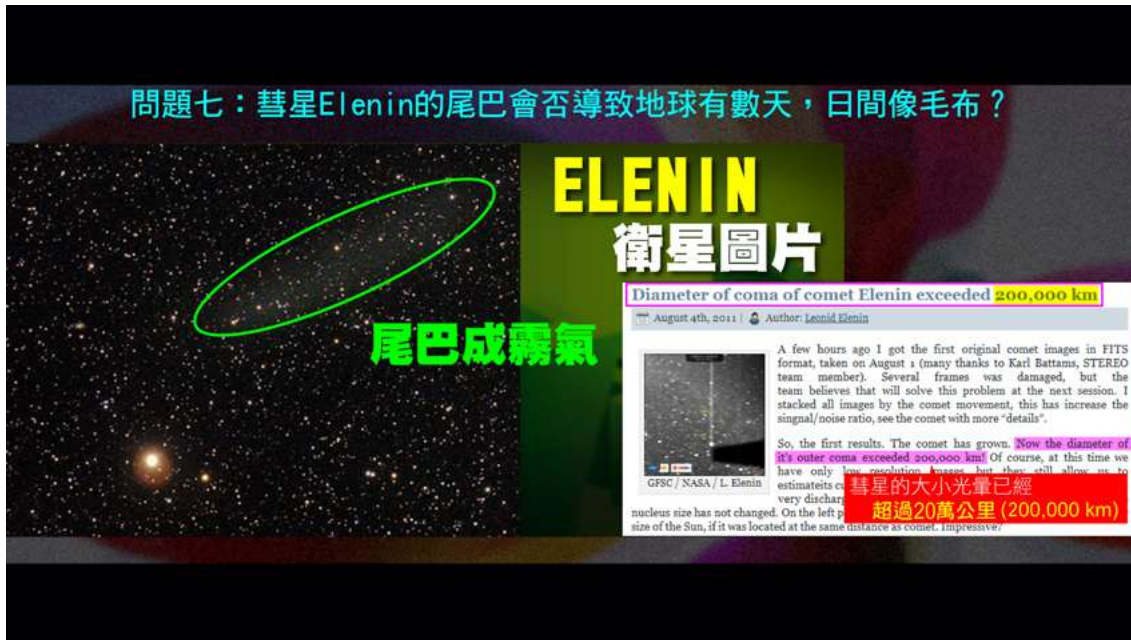 問題七：彗星Elenin的尾巴會否導致地球有數天，日間像毛布？
ELENIN
衛星圖片
尾巴成霧氣
Diameter of coma of comet Elenin exceeded 200,000 km
August 4th, 2011 | Author: Leonid Elenin
A few hours ago I got the first original comet images in FITS
format, taken on August 1 (many thanks to Karl Battams, STEREO
team member). Several frames was damaged, but the
team believes that will solve this problem at the next session. I
stacked all images by the comet movement, this has increase the
singnal/noise ratio, see the comet with more “details”.
So, the first results. The comet has grown. Now the diameter of
it's outer coma exceeded 200,000 km! Of course, at this time we
have only low resolution images, but they still allow us to
estimateits
very discharg
nucleus size has not changed. On the left p
size of the Sun, if it was located at the same distance as comet. Impressive?
GFSC / NASA / L. Elenin
彗星的大小光暈已經
超過20萬公里 (200,000 km)